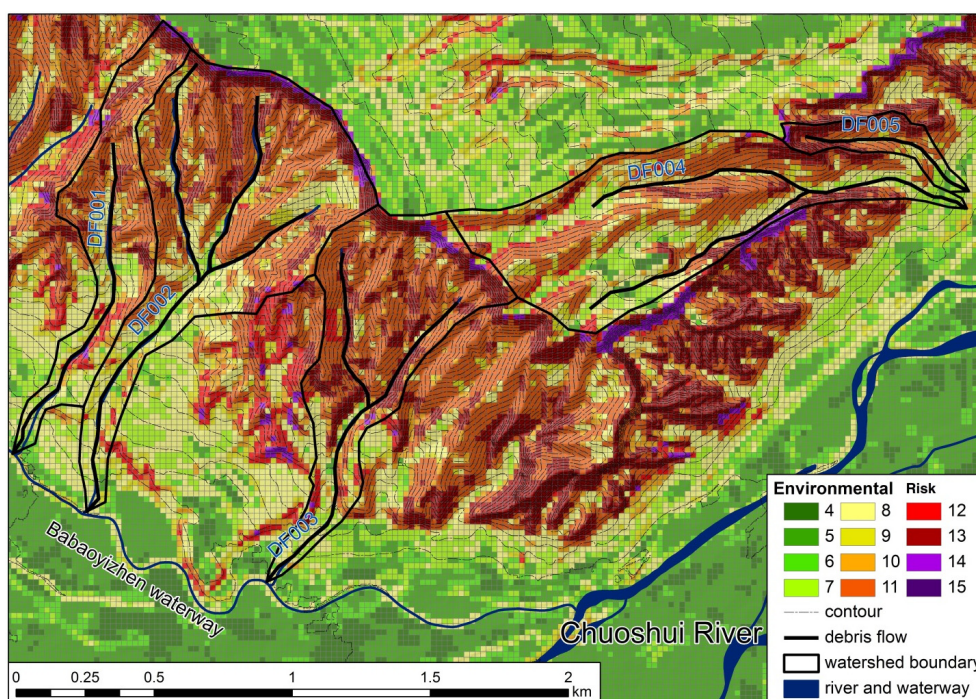 DF005
DF004
DF001
DF002
DF003
Babaoyizhen waterway
Chuoshui River
Environmental Risk
4 8 12
5 9 13
6 10 14
7 11 15
contour
debris flow
watershed boundary
river and waterway
0 0.25 0.5 1 1.5 2
km